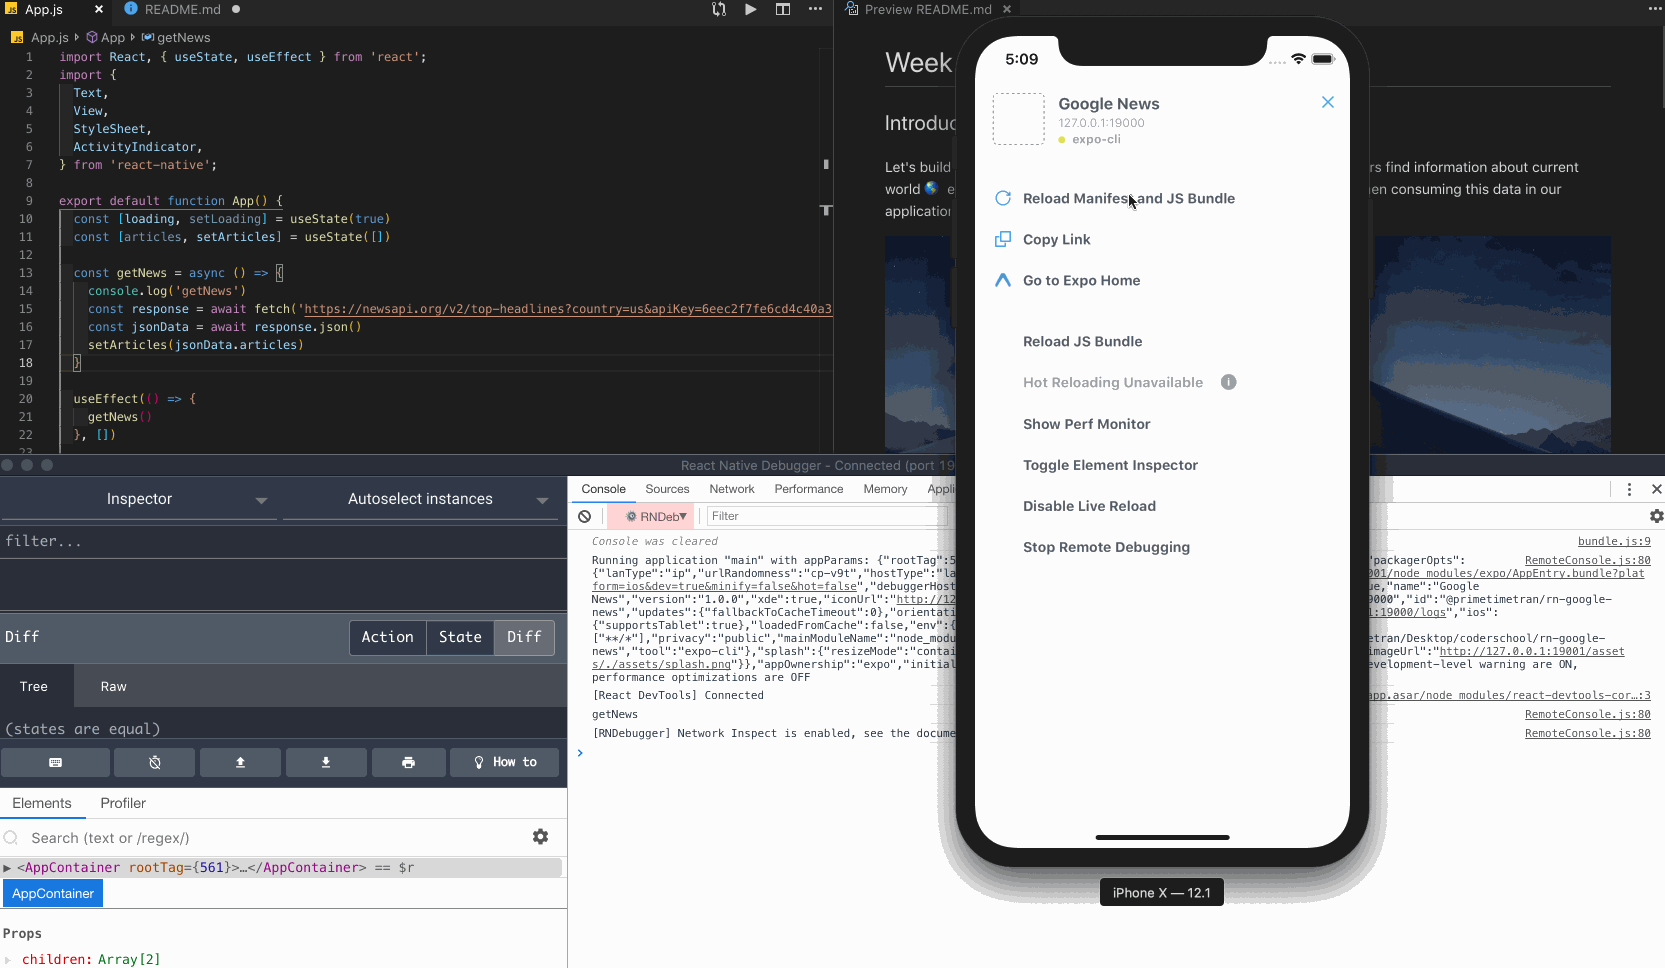 App.js
README.md
Preview README.md
App.js
App
getNews
1 import React, { useState, useEffect } from 'react';
2 import {
3 Text,
4 View,
5 StyleSheet,
6 ActivityIndicator,
7 } from 'react-native';
8
9 export default function App() {
10 const [loading, setLoading] = useState(true)
11 const [articles, setArticles] = useState([])
12
13 const getNews = async () => {
14 console.log('getNews')
15 const response = await fetch('https://newsapi.org/v2/top-headlines?country=us&apiKey=6eec2f7fe6cd4c40a3
16 const jsonData = await response.json()
17 setArticles(jsonData.articles)
18 }
19
20 useEffect(() => {
21 getNews()
22 }, [])
23
Week
Introduc
Let's build
rs find information about current
world
en consuming this data in our
application
5:09
Google News
127.0.0.1:19000
expo-cli
Reload Manifest and JS Bundle
Copy Link
Go to Expo Home
Reload JS Bundle
Hot Reloading Unavailable
Show Perf Monitor
Toggle Element Inspector
Disable Live Reload
Stop Remote Debugging
iPhone X — 12.1
React Native Debugger - Connected (port 19
Inspector
Autoselect instances
filter...
Diff
Action
State
Diff
Tree
Raw
(states are equal)
How to
Elements
Profiler
Search (text or /regex/)
<AppContainer rootTag={561}>…</AppContainer> == $r
AppContainer
Props
children: Array[2]
Console
Sources
Network
Performance
Memory
Appli
RNDeb
Filter
Console was cleared
bundle.js:9
Running application "main" with appParams: {"rootTag":5
"packagerOpts":
RemoteConsole.js:80
{"lanType":"ip","urlRandomness":"cp-v9t","hostType":"la
001/node_modules/expo/AppEntry.bundle?plat
form=ios&dev=true&minify=false&hot=false","debuggerHost
ue,"name":"Google
News","version":"1.0.0","xde":true,"iconUrl":"http://12
9000","id":"@primetimetran/rn-google-
news","updates":{"fallbackToCacheTimeout":0},"orientati
1:19000/logs","ios":
{"supportsTablet":true},"loadedFromCache":false,"env":{
["**/*"],"privacy":"public","mainModuleName":"node_modu
etran/Desktop/coderschool/rn-google-
news","tool":"expo-cli"},"splash":{"resizeMode":"contai
mageUrl":"http://127.0.0.1:19001/asset
s/./assets/splash.png"}},"appOwnership":"expo","initial
evelopment-level warning are ON,
performance optimizations are OFF
[React DevTools] Connected
app.asar/node_modules/react-devtools-cor…:3
getNews
RemoteConsole.js:80
[RNDebugger] Network Inspect is enabled, see the docume
RemoteConsole.js:80